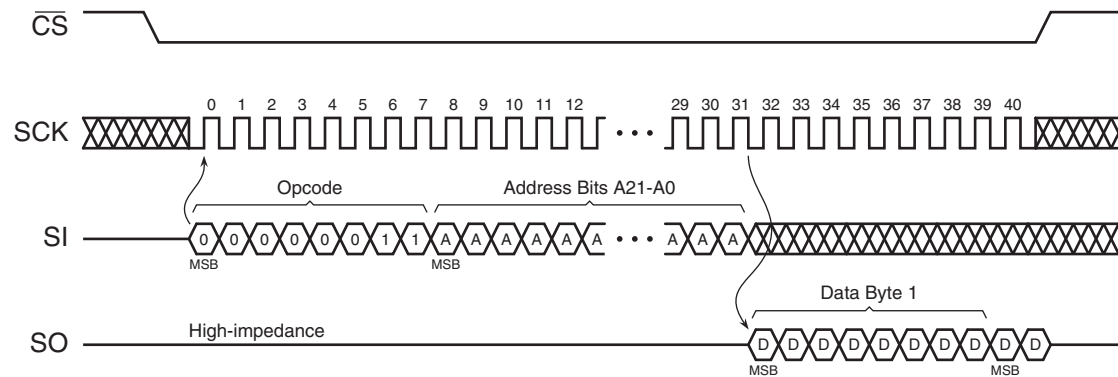 CS
0 1 2 3 4 5 6 7 8 9 10 11 12 29 30 31 32 33 34 35 36 37 38 39 40
SCK
Opcode Address Bits A21-A0
SI 0 0 0 0 0 0 1 1 A A A A A A • • • A A A
MSB MSB
Data Byte 1
High-impedance
SO D D D D D D D D D D
MSB MSB